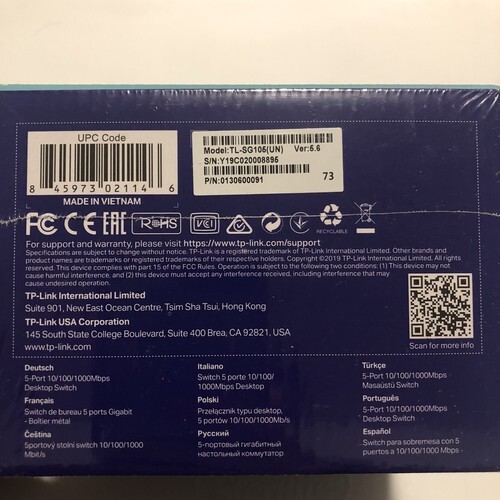 UPC Code
8 45973 02114 6
MADE IN VIETNAM
Model:TL-SG105(UN) Ver:5.6
S/N:Y19C020008895
P/N:0130600091
73
FC CE EAC RoHS VCCI
RECYCLABLE
For support and warranty, please visit https://www.tp-link.com/support
Specifications are subject to change without notice. TP-Link is a registered trademark of TP-Link International Limited. Other brands and
product names are trademarks or registered trademarks of their respective holders. Copyright ©2019 TP-Link International Limited. All rights
reserved. This device complies with part 15 of the FCC Rules. Operation is subject to the following two conditions: (1) This device may not
cause harmful interference, and (2) this device must accept any interference received, including interference that may
cause undesired operation.
TP-Link International Limited
Suite 901, New East Ocean Centre, Tsim Sha Tsui, Hong Kong
TP-Link USA Corporation
145 South State College Boulevard, Suite 400 Brea, CA 92821, USA
www.tp-link.com
Scan for more info
Deutsch
5-Port 10/100/1000Mbps
Desktop Switch
Français
Switch de bureau 5 ports Gigabit
- Boîtier métal
Čeština
5portový stolní switch 10/100/1000
Mbit/s
Italiano
Switch 5 porte 10/100/
1000Mbps Desktop
Polski
Przełącznik typu desktop,
5 portów 10/100/1000Mb/s
Русский
5-портовый гигабитный
настольный коммутатор
Türkçe
5-Portlu 10/100/1000Mbps
Masaüstü Switch
Português
5-Port 10/100/1000Mbps
Desktop Switch
Español
Switch para sobremesa con 5
puertos a 10/100/1000 Mbps